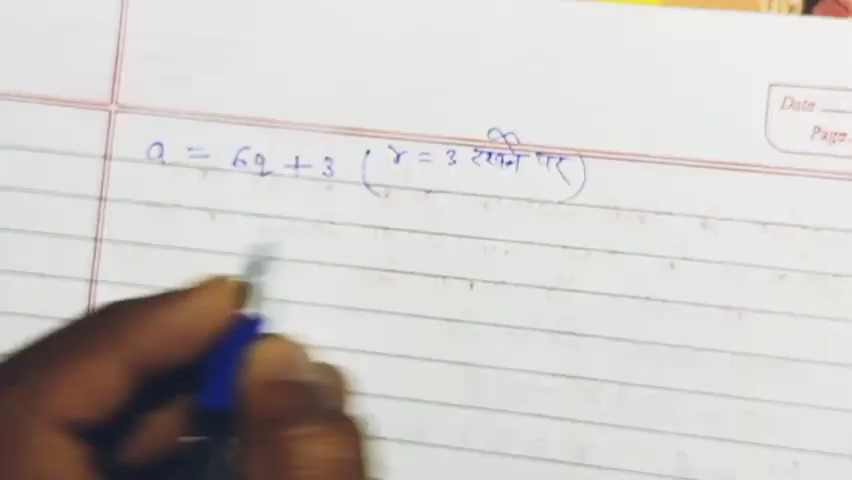 a = 6q + 3 ( r = 3 रखने पर )
Date
Page